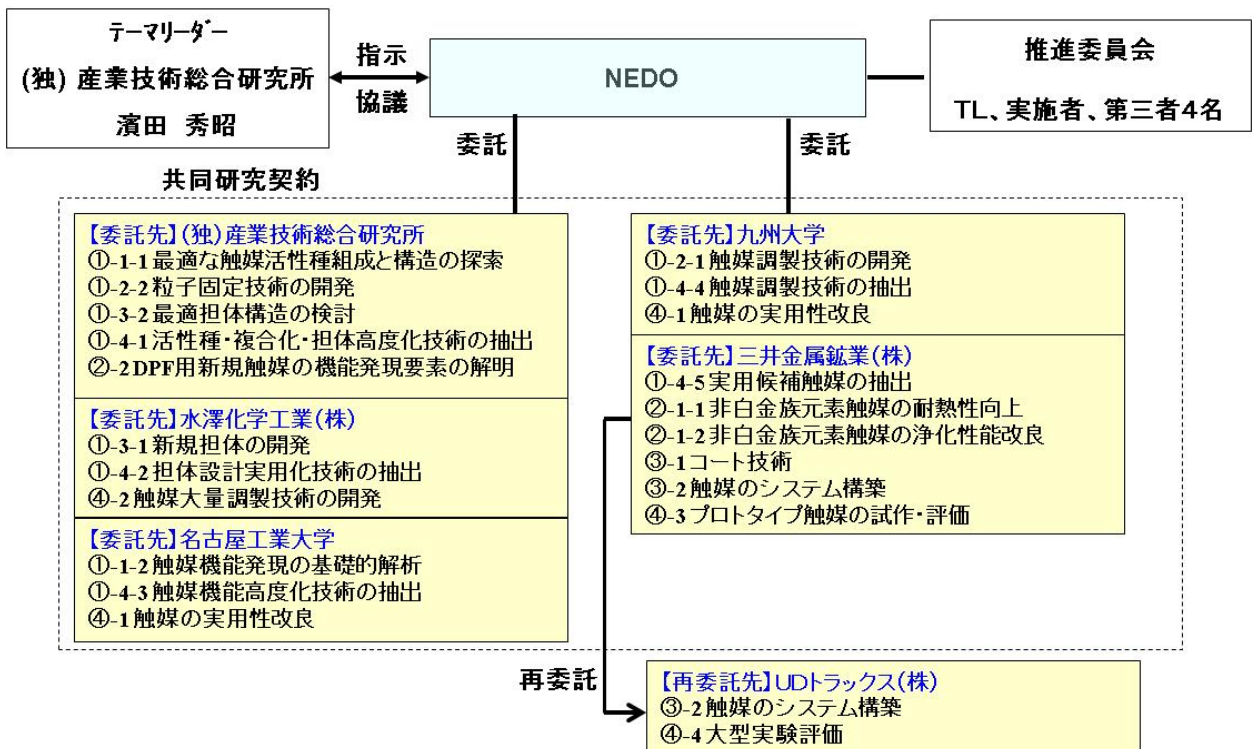 テーマリーダー
(独) 産業技術総合研究所
濱田 秀昭
指示
協議
NEDO
推進委員会
TL、実施者、第三者4名
委託
委託
共同研究契約
【委託先】(独)産業技術総合研究所
①-1-1最適な触媒活性種組成と構造の探索
①-2-2粒子固定技術の開発
①-3-2最適担体構造の検討
①-4-1活性種・複合化・担体高度化技術の抽出
②-2DPF用新規触媒の機能発現要素の解明
【委託先】水澤化学工業(株)
①-3-1新規担体の開発
①-4-2担体設計実用化技術の抽出
④-2触媒大量調製技術の開発
【委託先】名古屋工業大学
①-1-2触媒機能発現の基礎的解析
①-4-3触媒機能高度化技術の抽出
④-1触媒の実用性改良
【委託先】九州大学
①-2-1触媒調製技術の開発
①-4-4触媒調製技術の抽出
④-1触媒の実用性改良
【委託先】三井金属鉱業(株)
①-4-5実用候補触媒の抽出
②-1-1非白金族元素触媒の耐熱性向上
②-1-2非白金族元素触媒の浄化性能改良
③-1コート技術
③-2触媒のシステム構築
④-3プロトタイプ触媒の試作・評価
再委託
【再委託先】UDトラックス(株)
③-2触媒のシステム構築
④-4大型実験評価